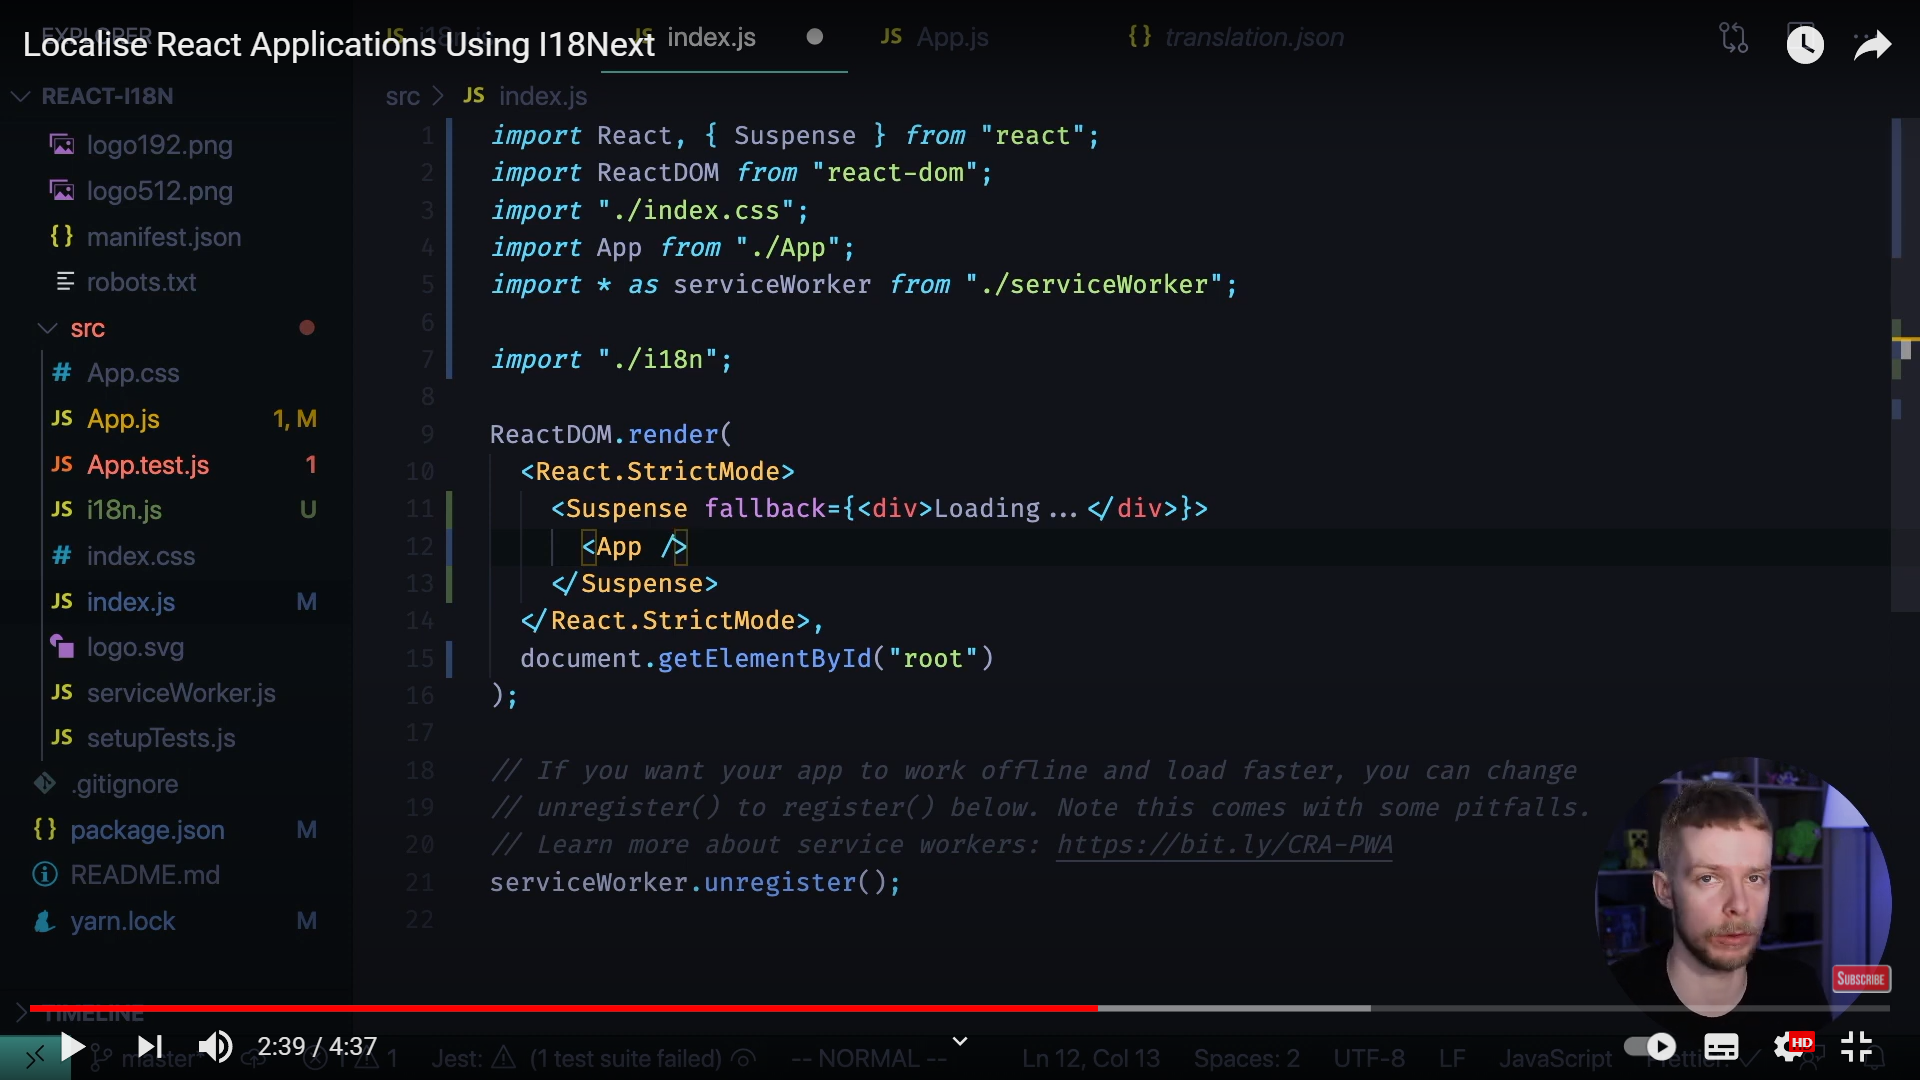 Localise React Applications Using I18Next
EXPLORER
JS i18n.js
JS index.js
JS App.js
{} translation.json
REACT-I18N
logo192.png
logo512.png
{} manifest.json
robots.txt
src
# App.css
JS App.js 1, M
JS App.test.js 1
JS i18n.js U
# index.css
JS index.js M
logo.svg
JS serviceWorker.js
JS setupTests.js
.gitignore
{} package.json M
README.md
yarn.lock M
TIMELINE
src > JS index.js
1 import React, { Suspense } from "react";
2 import ReactDOM from "react-dom";
3 import "./index.css";
4 import App from "./App";
5 import * as serviceWorker from "./serviceWorker";
6
7 import "./i18n";
8
9 ReactDOM.render(
10 <React.StrictMode>
11 <Suspense fallback={<div>Loading...</div>}>
12 <App />
13 </Suspense>
14 </React.StrictMode>,
15 document.getElementById("root")
16 );
17
18 // If you want your app to work offline and load faster, you can change
19 // unregister() to register() below. Note this comes with some pitfalls.
20 // Learn more about service workers: https://bit.ly/CRA-PWA
21 serviceWorker.unregister();
22
SUBSCRIBE
2:39 / 4:37
HD
master* 1 Jest: (1 test suite failed) -- NORMAL -- Ln 12, Col 13 Spaces: 2 UTF-8 LF JavaScript Prettier